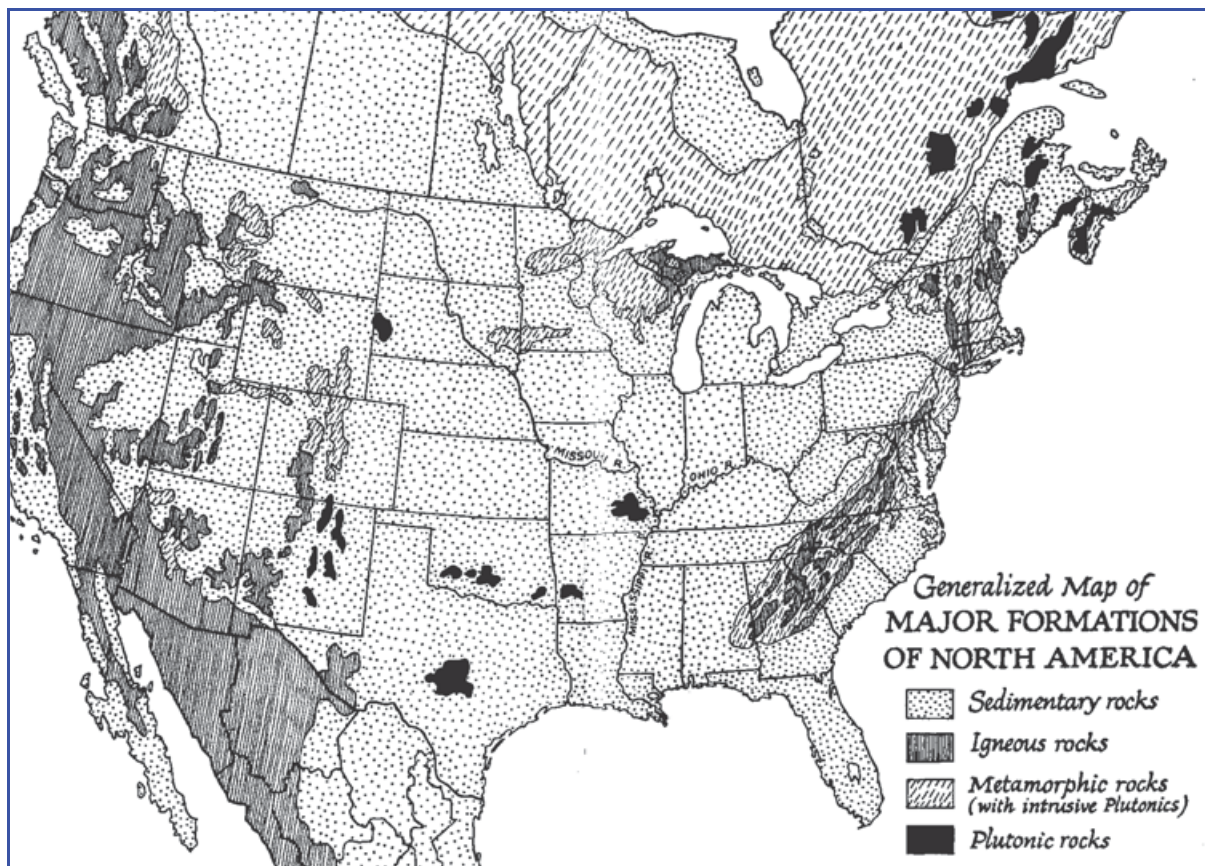 MISSOURI R.
OHIO R.
MISSISSIPPI R.
Generalized Map of
MAJOR FORMATIONS
OF NORTH AMERICA
Sedimentary rocks
Igneous rocks
Metamorphic rocks
(with intrusive Plutonics)
Plutonic rocks